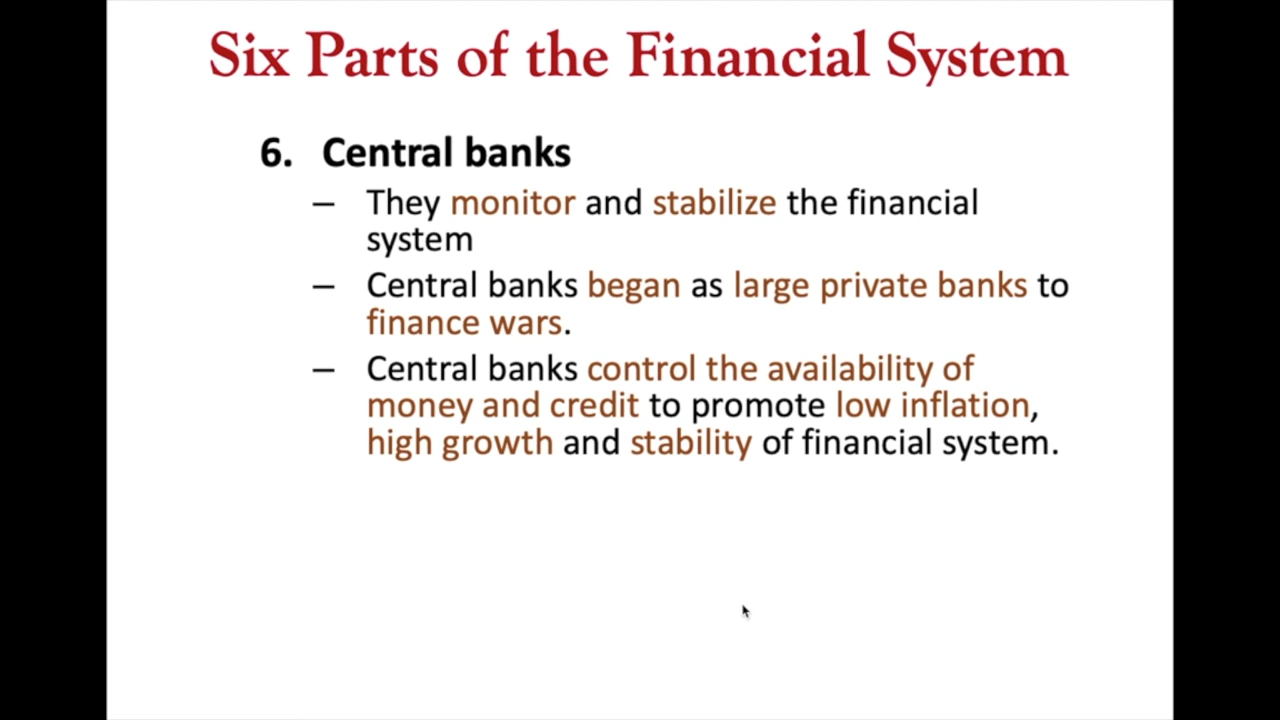 Six Parts of the Financial System
6. Central banks
– They monitor and stabilize the financial
system
– Central banks began as large private banks to
finance wars.
– Central banks control the availability of
money and credit to promote low inflation,
high growth and stability of financial system.